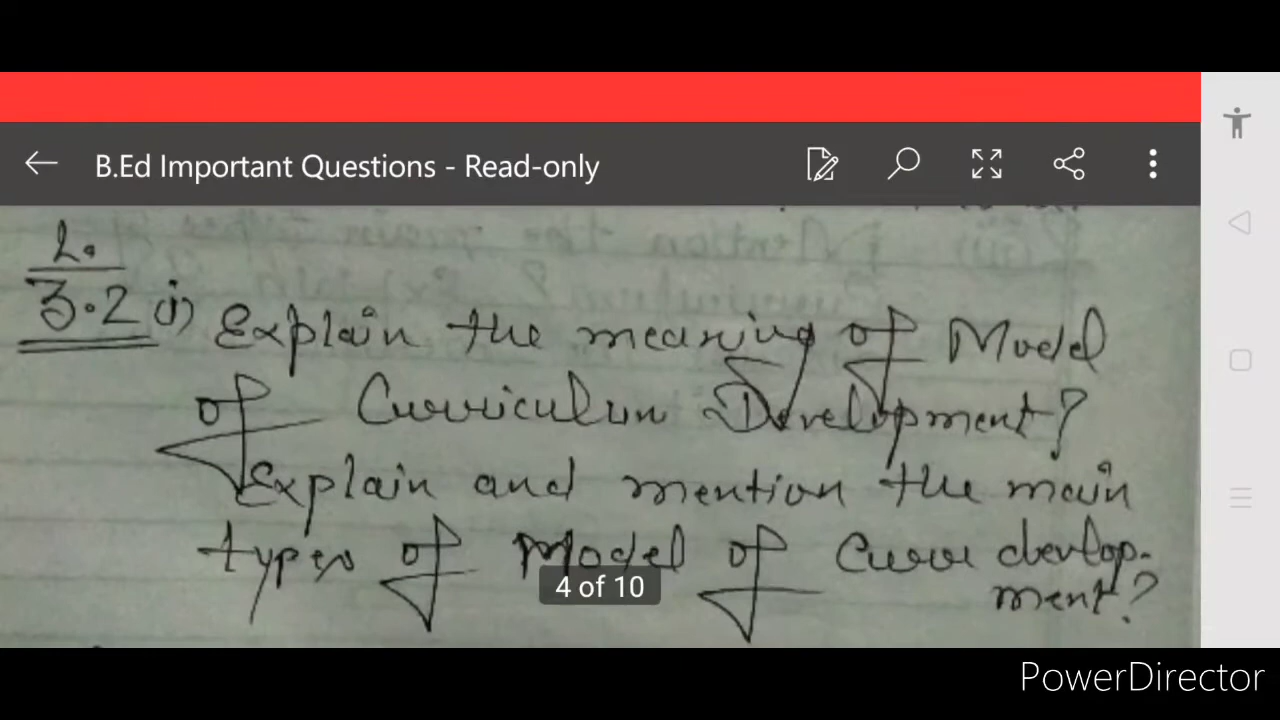 B.Ed Important Questions - Read-only
3.2 (i) Explain the meaning of Model
of Curriculum Development?
Explain and mention the main
types of Model of Curr develop-
ment?
4 of 10
PowerDirector